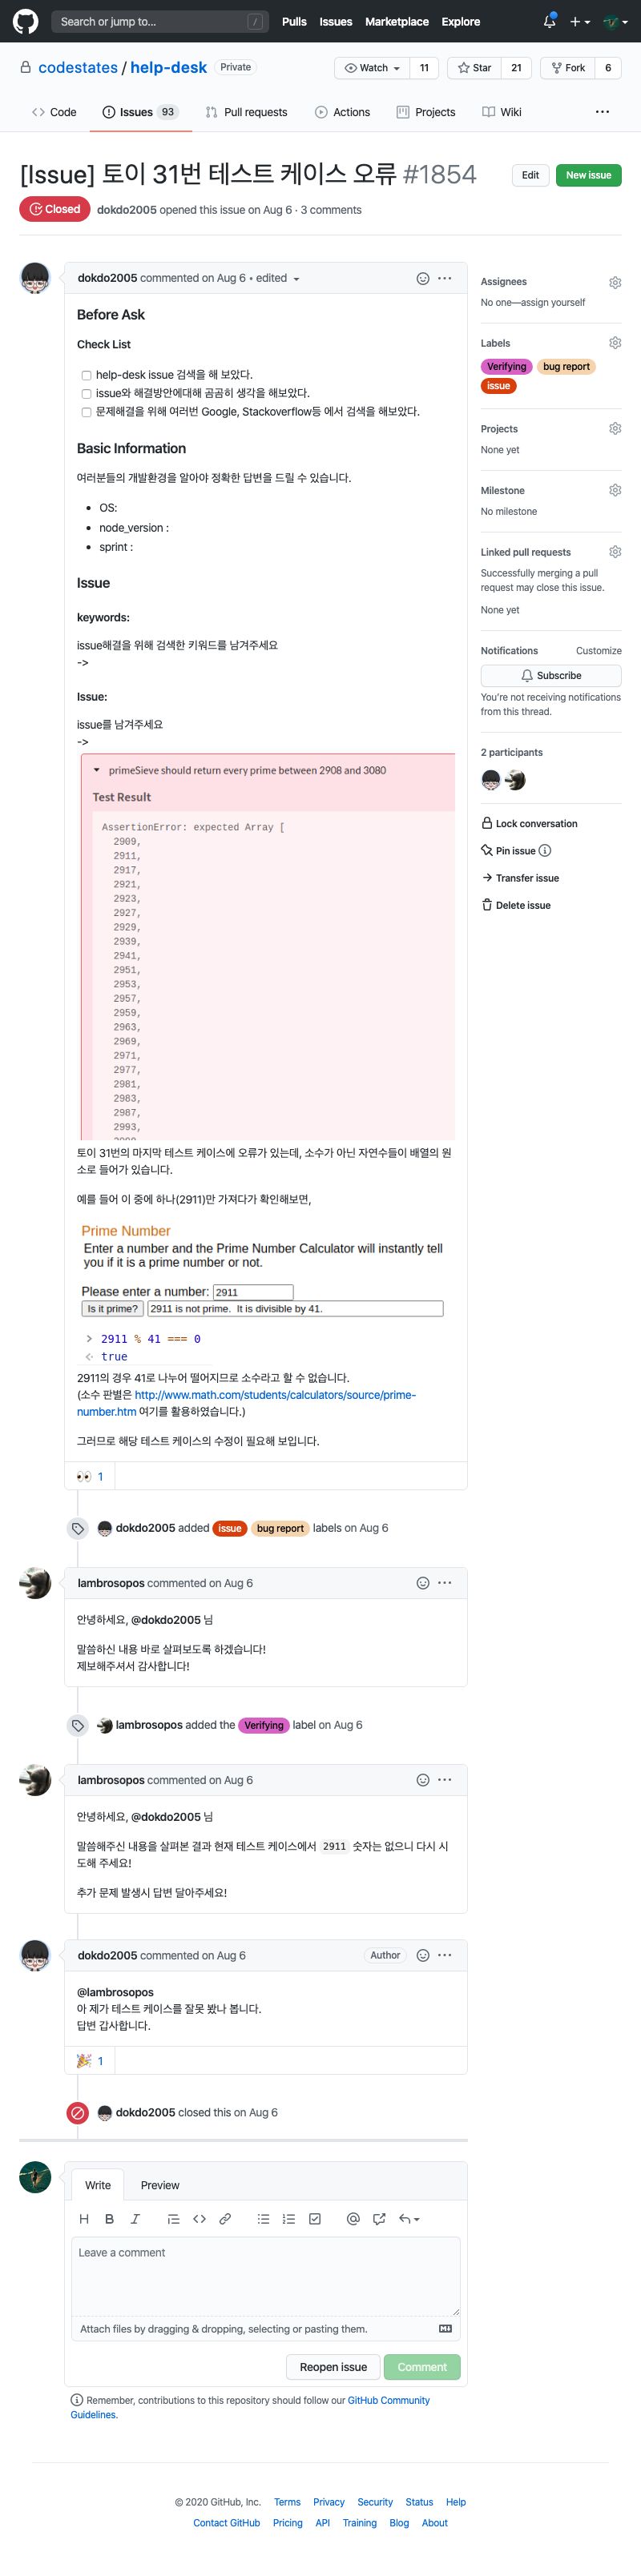 Search or jump to...
/
Pulls Issues Marketplace Explore
codestates / help-desk Private
Watch 11 Star 21 Fork 6
Code Issues 93 Pull requests Actions Projects Wiki
[Issue] 토이 31번 테스트 케이스 오류 #1854
Edit New issue
Closed dokdo2005 opened this issue on Aug 6 · 3 comments
dokdo2005 commented on Aug 6 • edited
Before Ask
Check List
help-desk issue 검색을 해 보았다.
issue와 해결방안에대해 곰곰히 생각을 해보았다.
문제해결을 위해 여러번 Google, Stackoverflow등 에서 검색을 해보았다.
Basic Information
여러분들의 개발환경을 알아야 정확한 답변을 드릴 수 있습니다.
• OS:
• node_version :
• sprint :
Issue
keywords:
issue해결을 위해 검색한 키워드를 남겨주세요
->
Issue:
issue를 남겨주세요
->
primeSieve should return every prime between 2908 and 3080
Test Result
AssertionError: expected Array [
2909,
2911,
2917,
2921,
2923,
2927,
2929,
2939,
2941,
2951,
2953,
2957,
2959,
2963,
2969,
2971,
2977,
2981,
2983,
2987,
2993,
토이 31번의 마지막 테스트 케이스에 오류가 있는데, 소수가 아닌 자연수들이 배열의 원
소로 들어가 있습니다.
예를 들어 이 중에 하나(2911)만 가져다가 확인해보면,
Prime Number
Enter a number and the Prime Number Calculator will instantly tell
you if it is a prime number or not.
Please enter a number: 2911
Is it prime? 2911 is not prime. It is divisible by 41.
> 2911 % 41 === 0
true
2911의 경우 41로 나누어 떨어지므로 소수라고 할 수 없습니다.
(소수 판별은 http://www.math.com/students/calculators/source/prime-
number.htm 여기를 활용하였습니다.)
그러므로 해당 테스트 케이스의 수정이 필요해 보입니다.
👀 1
dokdo2005 added issue bug report labels on Aug 6
lambrosopos commented on Aug 6
안녕하세요, @dokdo2005 님
말씀하신 내용 바로 살펴보도록 하겠습니다!
제보해주셔서 감사합니다!
lambrosopos added the Verifying label on Aug 6
lambrosopos commented on Aug 6
안녕하세요, @dokdo2005 님
말씀해주신 내용을 살펴본 결과 현재 테스트 케이스에서 2911 숫자는 없으니 다시 시
도해 주세요!
추가 문제 발생시 답변 달아주세요!
dokdo2005 commented on Aug 6 Author
@lambrosopos
아 제가 테스트 케이스를 잘못 봤나 봅니다.
답변 감사합니다.
🎉 1
dokdo2005 closed this on Aug 6
Write Preview
Leave a comment
Attach files by dragging & dropping, selecting or pasting them.
Reopen issue Comment
Remember, contributions to this repository should follow our GitHub Community
Guidelines.
Assignees
No one—assign yourself
Labels
Verifying bug report
issue
Projects
None yet
Milestone
No milestone
Linked pull requests
Successfully merging a pull
request may close this issue.
None yet
Notifications Customize
Subscribe
You're not receiving notifications
from this thread.
2 participants
Lock conversation
Pin issue
Transfer issue
Delete issue
© 2020 GitHub, Inc. Terms Privacy Security Status Help
Contact GitHub Pricing API Training Blog About